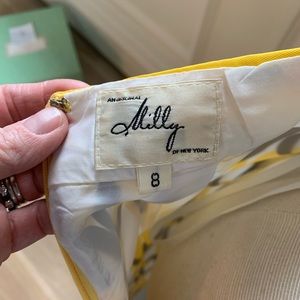 AN ORIGINAL
Milly
OF NEW YORK
8